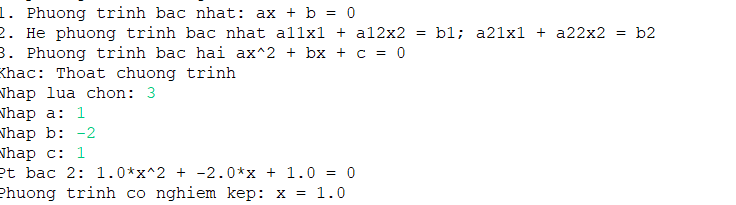 1. Phuong trinh bac nhat: ax + b = 0
2. He phuong trinh bac nhat a11x1 + a12x2 = b1; a21x1 + a22x2 = b2
3. Phuong trinh bac hai ax^2 + bx + c = 0
Khac: Thoat chuong trinh
Nhap lua chon: 3
Nhap a: 1
Nhap b: -2
Nhap c: 1
Pt bac 2: 1.0*x^2 + -2.0*x + 1.0 = 0
Phuong trinh co nghiem kep: x = 1.0